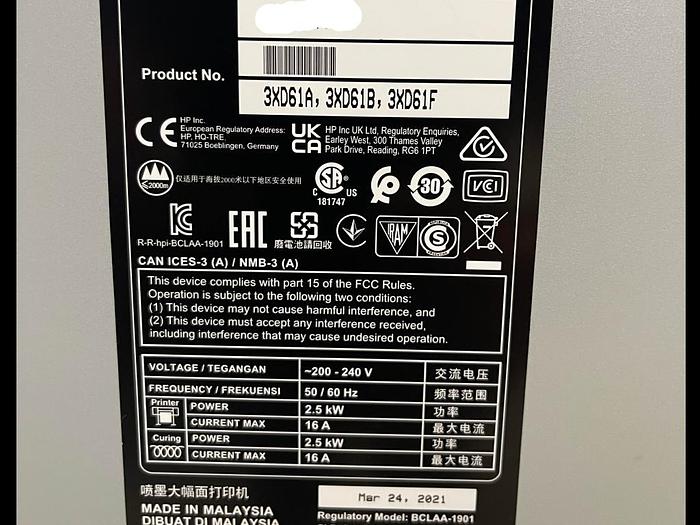 Product No.
3XD61A, 3XD61B, 3XD61F
CE
HP Inc.
European Regulatory Address:
HP, HQ-TRE.
71025 Boeblingen, Germany
UK
CA
HP Inc UK Ltd, Regulatory Enquiries,
Earley West, 300 Thames Valley
Park Drive, Reading, RG6 1PT
≤2000m
仅适用于海拔2000米以下地区安全使用
SA
®
C US
181747
30
VCI
R-R-hpi-BCLAA-1901
EAC
廢電池請回收
IRAM
S
CAN ICES-3 (A) / NMB-3 (A)
This device complies with part 15 of the FCC Rules.
Operation is subject to the following two conditions:
(1) This device may not cause harmful interference, and
(2) This device must accept any interference received,
including interference that may cause undesired operation.
VOLTAGE / TEGANGAN ~200 - 240 V 交流电压
FREQUENCY / FREKUENSI 50 / 60 Hz 频率范围
Printer POWER 2.5 kW 功率
CURRENT MAX 16 A 最大电流
Curing POWER 2.5 kW 功率
CURRENT MAX 16 A 最大电流
喷墨大幅面打印机
Mar 24, 2021
MADE IN MALAYSIA
DIBUAT DI MALAYSIA
Regulatory Model: BCLAA-1901